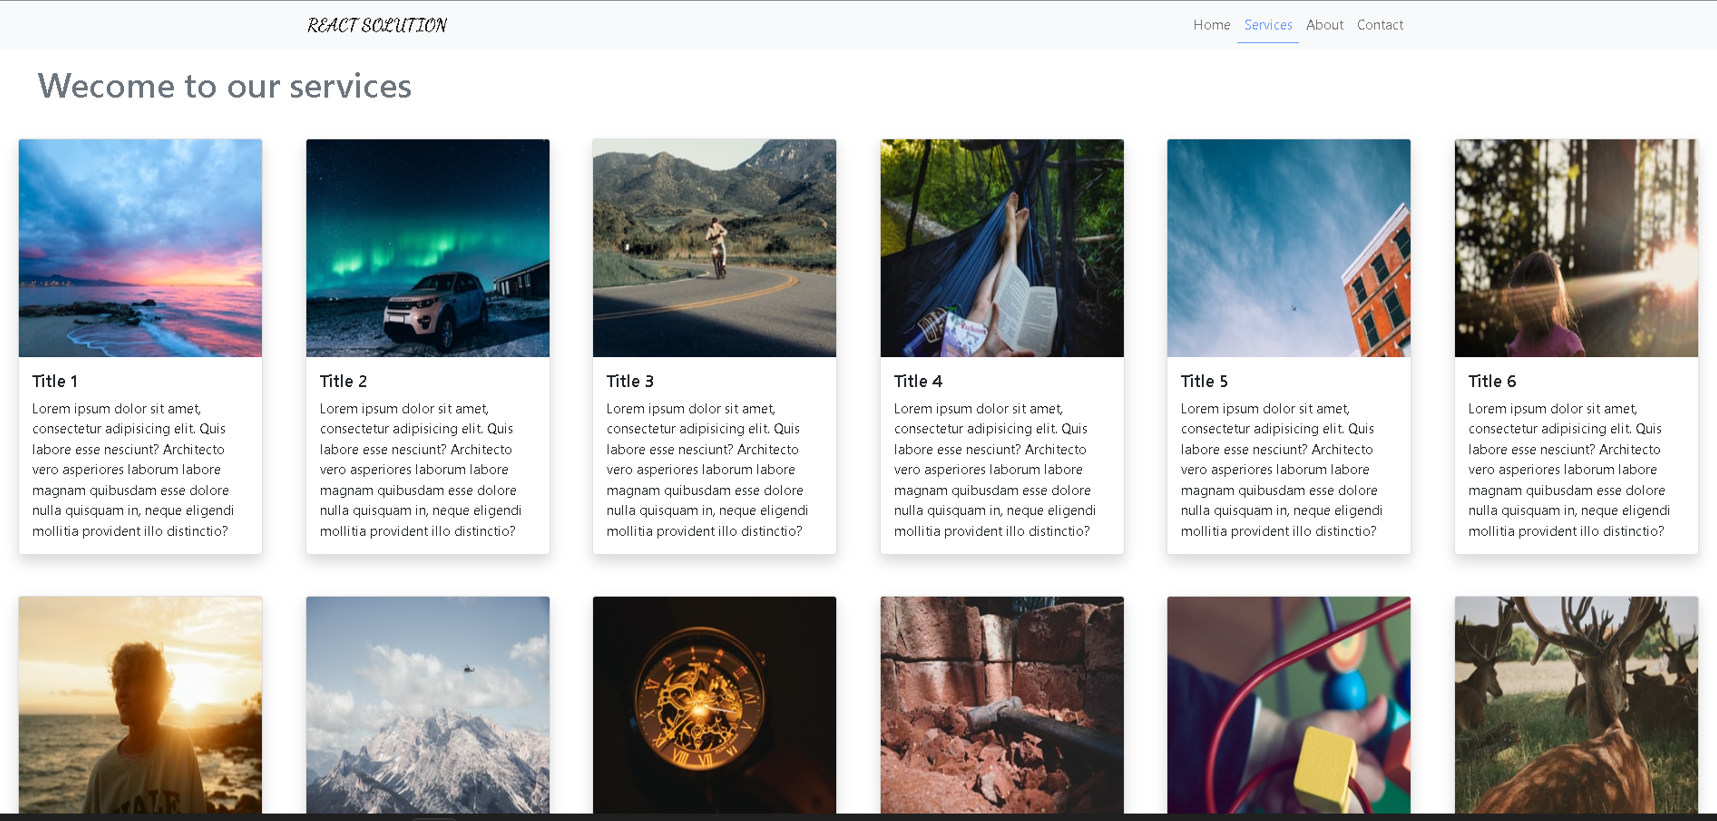 REACT SOLUTION
Home Services About Contact
Wecome to our services
Title 1
Lorem ipsum dolor sit amet,
consectetur adipisicing elit. Quis
labore esse nesciunt? Architecto
vero asperiores laborum labore
magnam quibusdam esse dolore
nulla quisquam in, neque eligendi
mollitia provident illo distinctio?
Title 2
Lorem ipsum dolor sit amet,
consectetur adipisicing elit. Quis
labore esse nesciunt? Architecto
vero asperiores laborum labore
magnam quibusdam esse dolore
nulla quisquam in, neque eligendi
mollitia provident illo distinctio?
Title 3
Lorem ipsum dolor sit amet,
consectetur adipisicing elit. Quis
labore esse nesciunt? Architecto
vero asperiores laborum labore
magnam quibusdam esse dolore
nulla quisquam in, neque eligendi
mollitia provident illo distinctio?
Title 4
Lorem ipsum dolor sit amet,
consectetur adipisicing elit. Quis
labore esse nesciunt? Architecto
vero asperiores laborum labore
magnam quibusdam esse dolore
nulla quisquam in, neque eligendi
mollitia provident illo distinctio?
Title 5
Lorem ipsum dolor sit amet,
consectetur adipisicing elit. Quis
labore esse nesciunt? Architecto
vero asperiores laborum labore
magnam quibusdam esse dolore
nulla quisquam in, neque eligendi
mollitia provident illo distinctio?
Title 6
Lorem ipsum dolor sit amet,
consectetur adipisicing elit. Quis
labore esse nesciunt? Architecto
vero asperiores laborum labore
magnam quibusdam esse dolore
nulla quisquam in, neque eligendi
mollitia provident illo distinctio?